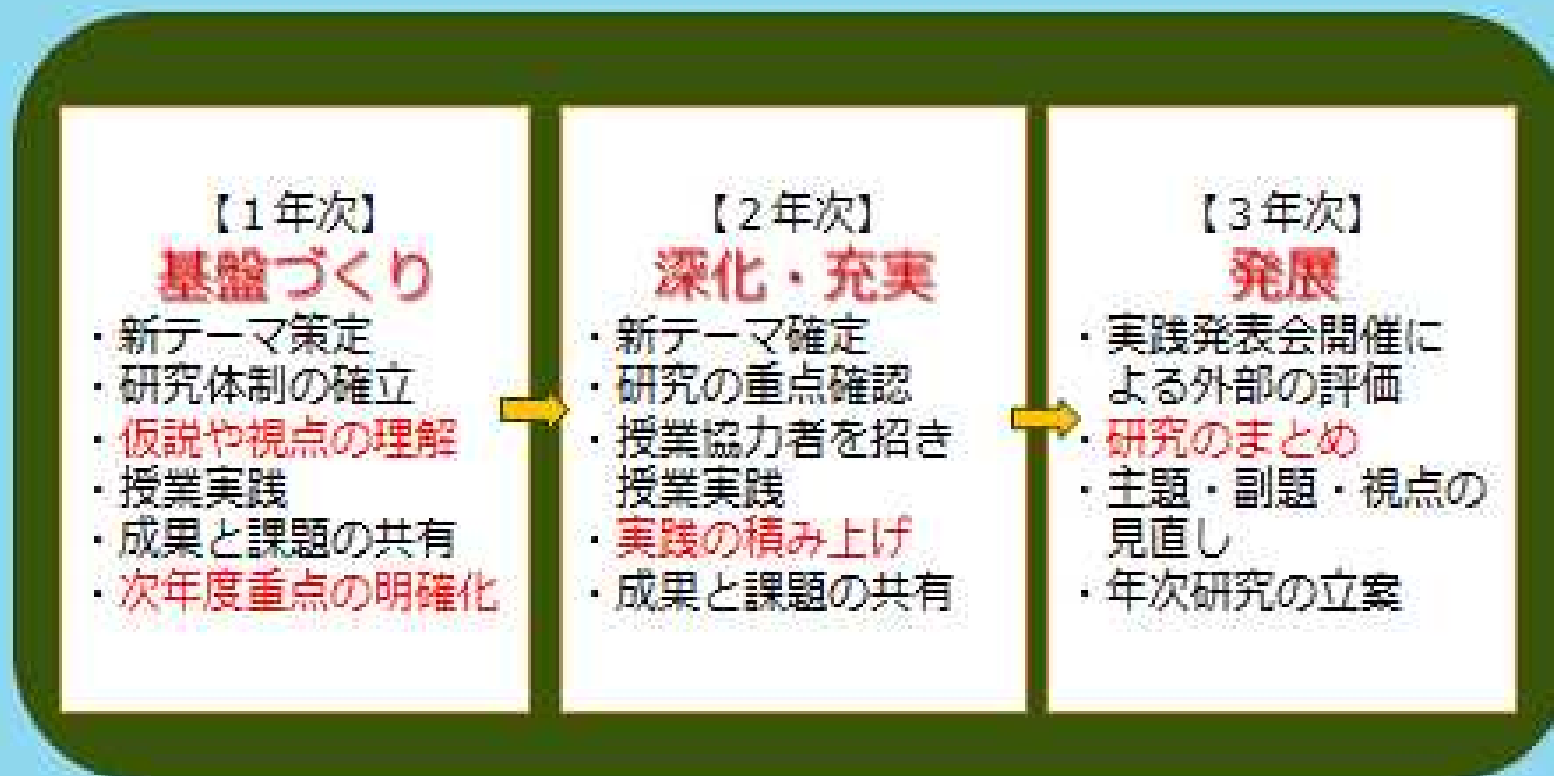 【1年次】
基盤づくり
・新テーマ策定
・研究体制の確立
・仮説や視点の理解
・授業実践
・成果と課題の共有
・次年度重点の明確化
【2年次】
深化・充実
・新テーマ確定
・研究の重点確認
・授業協力者を招き
授業実践
・実践の積み上げ
・成果と課題の共有
【3年次】
発展
・実践発表会開催に
よる外部の評価
・研究のまとめ
・主題・副題・視点の
見直し
・年次研究の立案